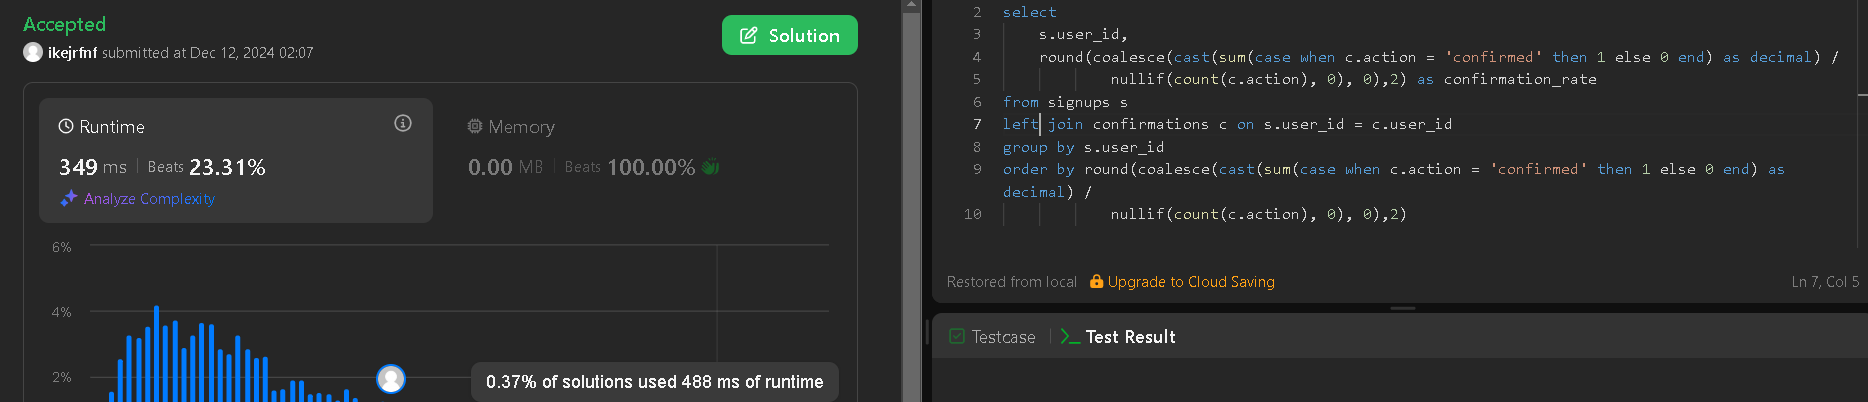 Accepted
ikejrfnf submitted at Dec 12, 2024 02:07
Solution
Runtime
349 ms | Beats 23.31%
Analyze Complexity
Memory
0.00 MB | Beats 100.00%
6%
4%
2%
0.37% of solutions used 488 ms of runtime
2 select
3 s.user_id,
4 round(coalesce(cast(sum(case when c.action = 'confirmed' then 1 else 0 end) as decimal) /
5 nullif(count(c.action), 0), 0),2) as confirmation_rate
6 from signups s
7 left join confirmations c on s.user_id = c.user_id
8 group by s.user_id
9 order by round(coalesce(cast(sum(case when c.action = 'confirmed' then 1 else 0 end) as
decimal) /
10 nullif(count(c.action), 0), 0),2)
Restored from local
Upgrade to Cloud Saving
Ln 7, Col 5
Testcase
Test Result